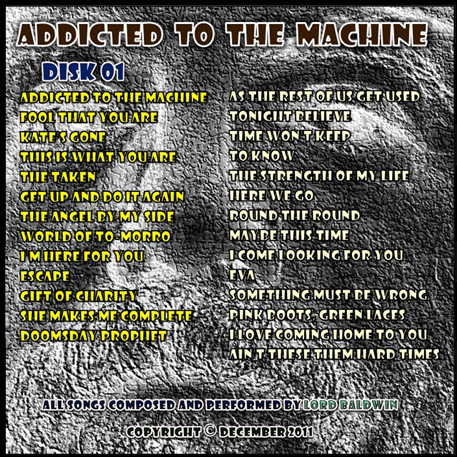 ADDICTED TO THE MACHINE
DISK 01
ADDICTED TO THE MACHINE
FOOL THAT YOU ARE
KATE'S GONE
THIS IS WHAT YOU ARE
THE TAKEN
GET UP AND DO IT AGAIN
THE ANGEL BY MY SIDE
WORLD OF TO-MORRO
I'M HERE FOR YOU
ESCAPE
GIFT OF CHARITY
SHE MAKES ME COMPLETE
DOOMSDAY PROPHET
AS THE REST OF US GET USED
TONIGHT BELIEVE
TIME WON'T KEEP
TO KNOW
THE STRENGTH OF MY LIFE
HERE WE GO
ROUND THE ROUND
MAYBE THIS TIME
I COME LOOKING FOR YOU
EVA
SOMETHING MUST BE WRONG
PINK BOOTS GREEN LACES
I LOVE COMING HOME TO YOU
AIN'T THESE THEM HARD TIMES
ALL SONGS COMPOSED AND PERFORMED BY LORD BALDWIN
COPYRIGHT © DECEMBER 2011